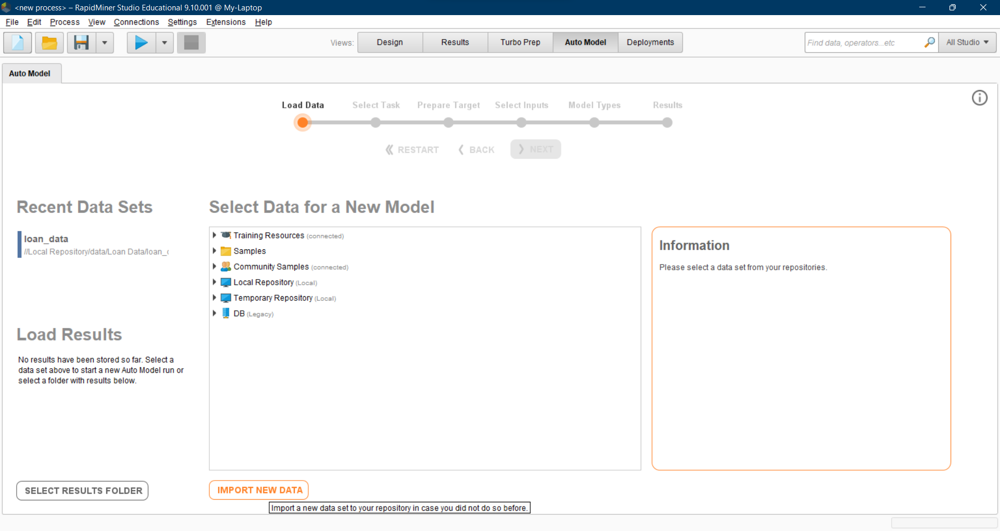 <new process> – RapidMiner Studio Educational 9.10.001 @ My-Laptop
File Edit Process View Connections Settings Extensions Help
Views: Design Results Turbo Prep Auto Model Deployments Find data, operators...etc All Studio
Auto Model
Load Data Select Task Prepare Target Select Inputs Model Types Results
RESTART BACK NEXT
Recent Data Sets
loan_data
//Local Repository/data/Loan Data/loan_
Load Results
No results have been stored so far. Select a
data set above to start a new Auto Model run or
select a folder with results below.
SELECT RESULTS FOLDER
Select Data for a New Model
Training Resources (connected)
Samples
Community Samples (connected)
Local Repository (Local)
Temporary Repository (Local)
DB (Legacy)
IMPORT NEW DATA
Import a new data set to your repository in case you did not do so before.
Information
Please select a data set from your repositories.